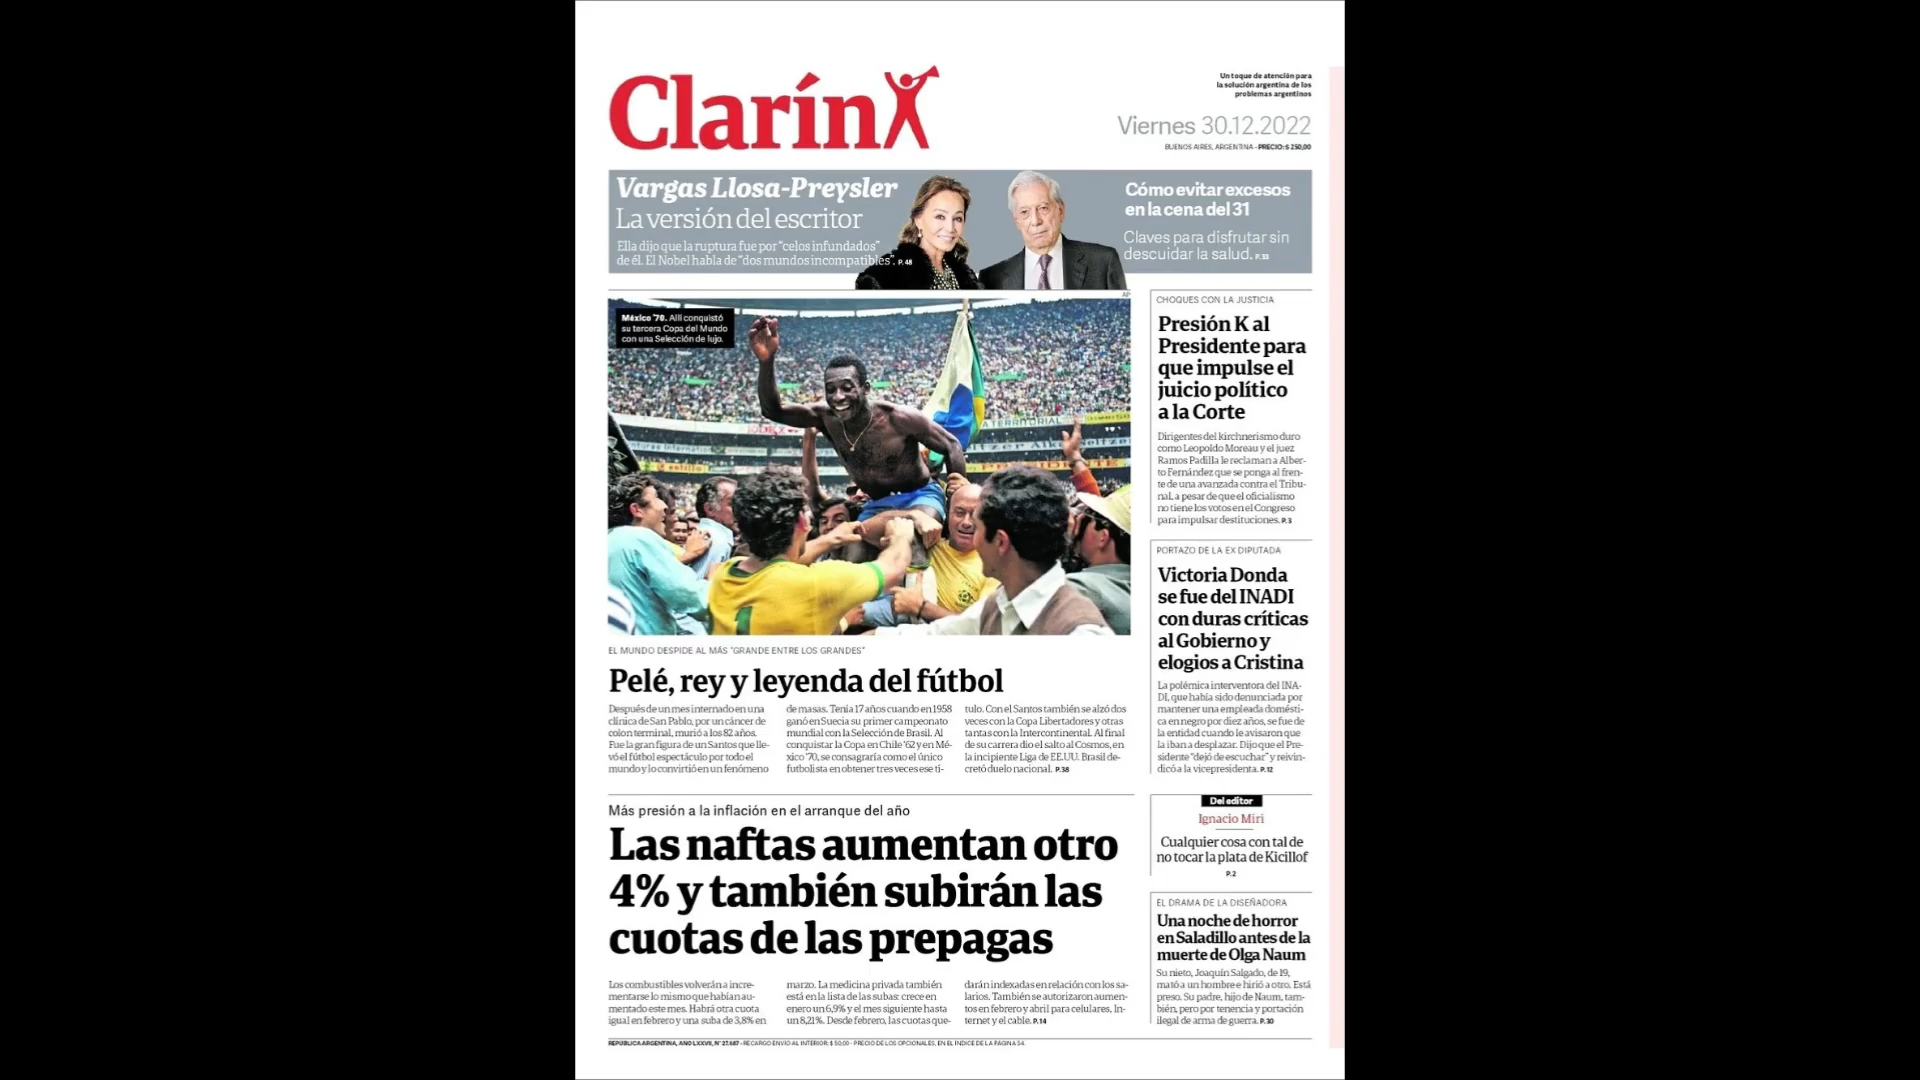 Clarín
Un toque de atención para
la solución argentina de los
problemas argentinos
Viernes 30.12.2022
BUENOS AIRES, ARGENTINA - PRECIO: $ 250,00
Vargas Llosa-Preysler
La versión del escritor
Ella dijo que la ruptura fue por “celos infundados”
de él. El Nobel habla de “dos mundos incompatibles”. P.48
Cómo evitar excesos
en la cena del 31
Claves para disfrutar sin
descuidar la salud. P.33
AP
México ’70. Allí conquistó
su tercera Copa del Mundo
con una Selección de lujo.
EL MUNDO DESPIDE AL MÁS “GRANDE ENTRE LOS GRANDES”
Pelé, rey y leyenda del fútbol
Después de un mes internado en una
clínica de San Pablo, por un cáncer de
colon terminal, murió a los 82 años.
Fue la gran figura de un Santos que lle-
vó el fútbol espectáculo por todo el
mundo y lo convirtió en un fenómeno
de masas. Tenía 17 años cuando en 1958
ganó en Suecia su primer campeonato
mundial con la Selección de Brasil. Al
conquistar la Copa en Chile ’62 y en Mé-
xico ’70, se consagraría como el único
futbolista en obtener tres veces ese tí-
tulo. Con el Santos también se alzó dos
veces con la Copa Libertadores y otras
tantas con la Intercontinental. Al final
de su carrera dio el salto al Cosmos, en
la incipiente Liga de EE.UU. Brasil de-
cretó duelo nacional. P.38
Más presión a la inflación en el arranque del año
Las naftas aumentan otro
4% y también subirán las
cuotas de las prepagas
Los combustibles volverán a incre-
mentarse lo mismo que habían au-
mentado este mes. Habrá otra cuota
igual en febrero y una suba de 3,8% en
marzo. La medicina privada también
está en la lista de las subas: crece en
enero un 6,9% y el mes siguiente hasta
un 8,21%. Desde febrero, las cuotas que-
darán indexadas en relación con los sa-
larios. También se autorizaron aumen-
tos en febrero y abril para celulares, In-
ternet y el cable. P.14
CHOQUES CON LA JUSTICIA
Presión K al
Presidente para
que impulse el
juicio político
a la Corte
Dirigentes del kirchnerismo duro
como Leopoldo Moreau y el juez
Ramos Padilla le reclaman a Alber-
to Fernández que se ponga al fren-
te de una avanzada contra el Tribu-
nal, a pesar de que el oficialismo
no tiene los votos en el Congreso
para impulsar destituciones. P.3
PORTAZO DE LA EX DIPUTADA
Victoria Donda
se fue del INADI
con duras críticas
al Gobierno y
elogios a Cristina
La polémica interventora del INA-
DI, que había sido denunciada por
mantener una empleada domésti-
ca en negro por diez años, se fue de
la entidad cuando le avisaron que
la iban a desplazar. Dijo que el Pre-
sidente “dejó de escuchar” y reivin-
dicó a la vicepresidenta. P.12
Del editor
Ignacio Miri
Cualquier cosa con tal de
no tocar la plata de Kicillof
P.2
EL DRAMA DE LA DISEÑADORA
Una noche de horror
en Saladillo antes de la
muerte de Olga Naum
Su nieto, Joaquín Salgado, de 19,
mató a un hombre e hirió a otro. Está
preso. Su padre, hijo de Naum, tam-
bién, pero por tenencia y portación
ilegal de arma de guerra. P.30
REPUBLICA ARGENTINA, AÑO LXXVII, N° 27.687 - RECARGO ENVÍO AL INTERIOR: $ 50,00 - PRECIO DE LOS OPCIONALES, EN EL ÍNDICE DE LA PÁGINA 54.